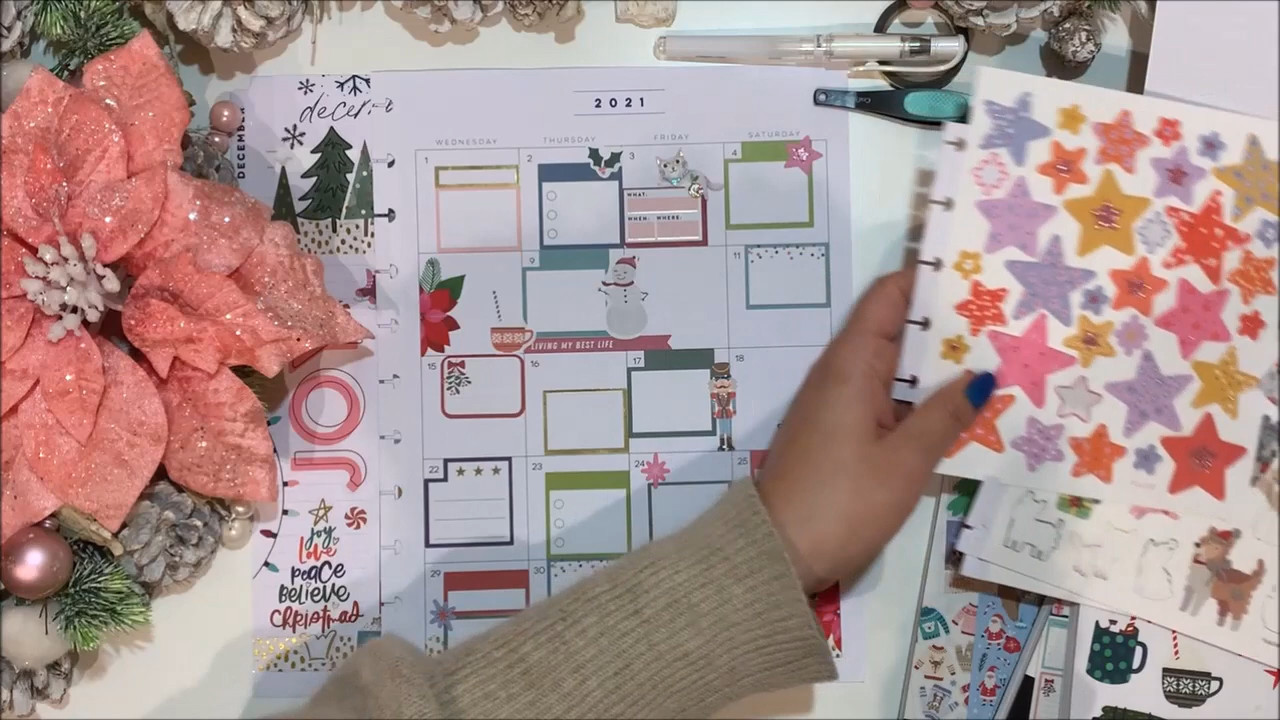 DECEMBER
2021
WEDNESDAY
THURSDAY
FRIDAY
SATURDAY
1
2
3
4
WHAT:
WHEN:
WHERE:
9
11
LIVING MY BEST LIFE
15
16
17
18
22
23
24
25
29
30
JOY
joy
love
peace
believe
christmas